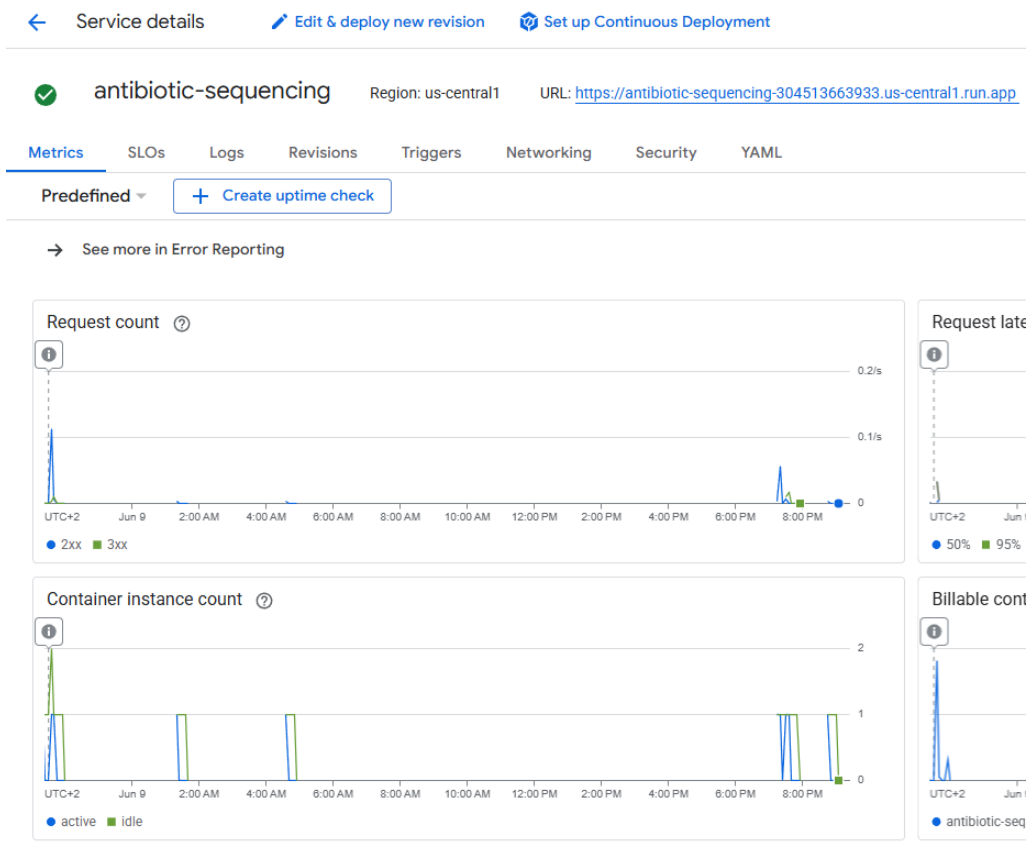 Service details Edit & deploy new revision Set up Continuous Deployment
antibiotic-sequencing Region: us-central1 URL: https://antibiotic-sequencing-304513663933.us-central1.run.app
Metrics SLOs Logs Revisions Triggers Networking Security YAML
Predefined + Create uptime check
See more in Error Reporting
Request count
0.2/s
0.1/s
0
UTC+2 Jun 9 2:00 AM 4:00 AM 6:00 AM 8:00 AM 10:00 AM 12:00 PM 2:00 PM 4:00 PM 6:00 PM 8:00 PM
2xx 3xx
Request late
UTC+2 Jun
50% 95%
Container instance count
2
1
0
UTC+2 Jun 9 2:00 AM 4:00 AM 6:00 AM 8:00 AM 10:00 AM 12:00 PM 2:00 PM 4:00 PM 6:00 PM 8:00 PM
active idle
Billable cont
UTC+2 Jun
antibiotic-seq